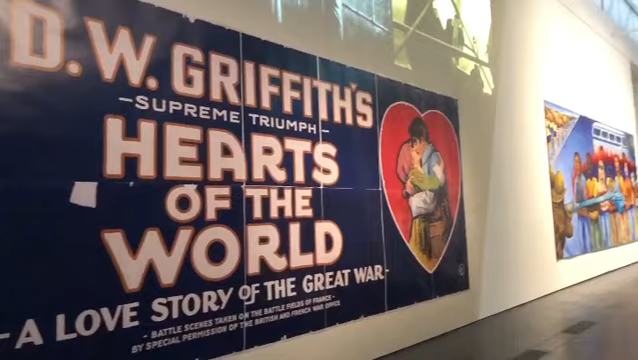 D.W. GRIFFITH'S
—SUPREME TRIUMPH—
HEARTS
OF THE
WORLD
—A LOVE STORY OF THE GREAT WAR—
- BATTLE SCENES TAKEN ON THE BATTLE FIELDS OF FRANCE -
BY SPECIAL PERMISSION OF THE BRITISH AND FRENCH WAR OFFICE